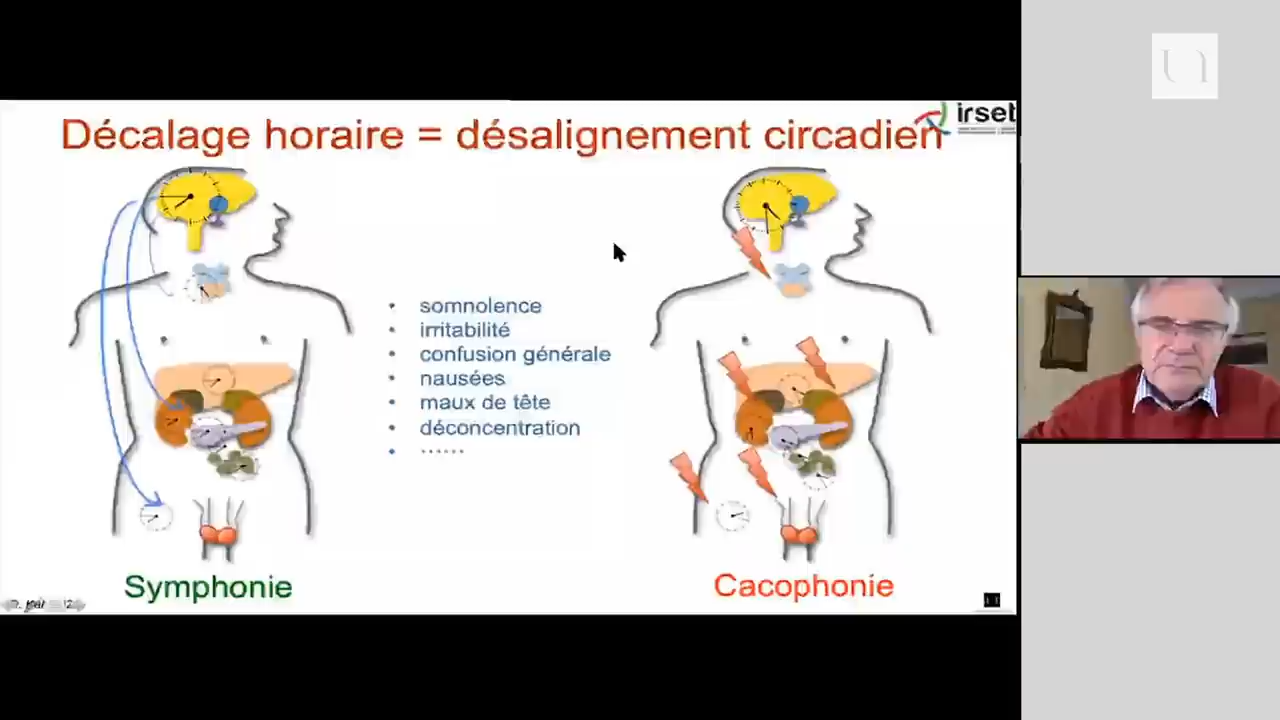 Décalage horaire = désalignement circadien
irset
• somnolence
• irritabilité
• confusion générale
• nausées
• maux de tête
• déconcentration
• ......
Symphonie
Cacophonie